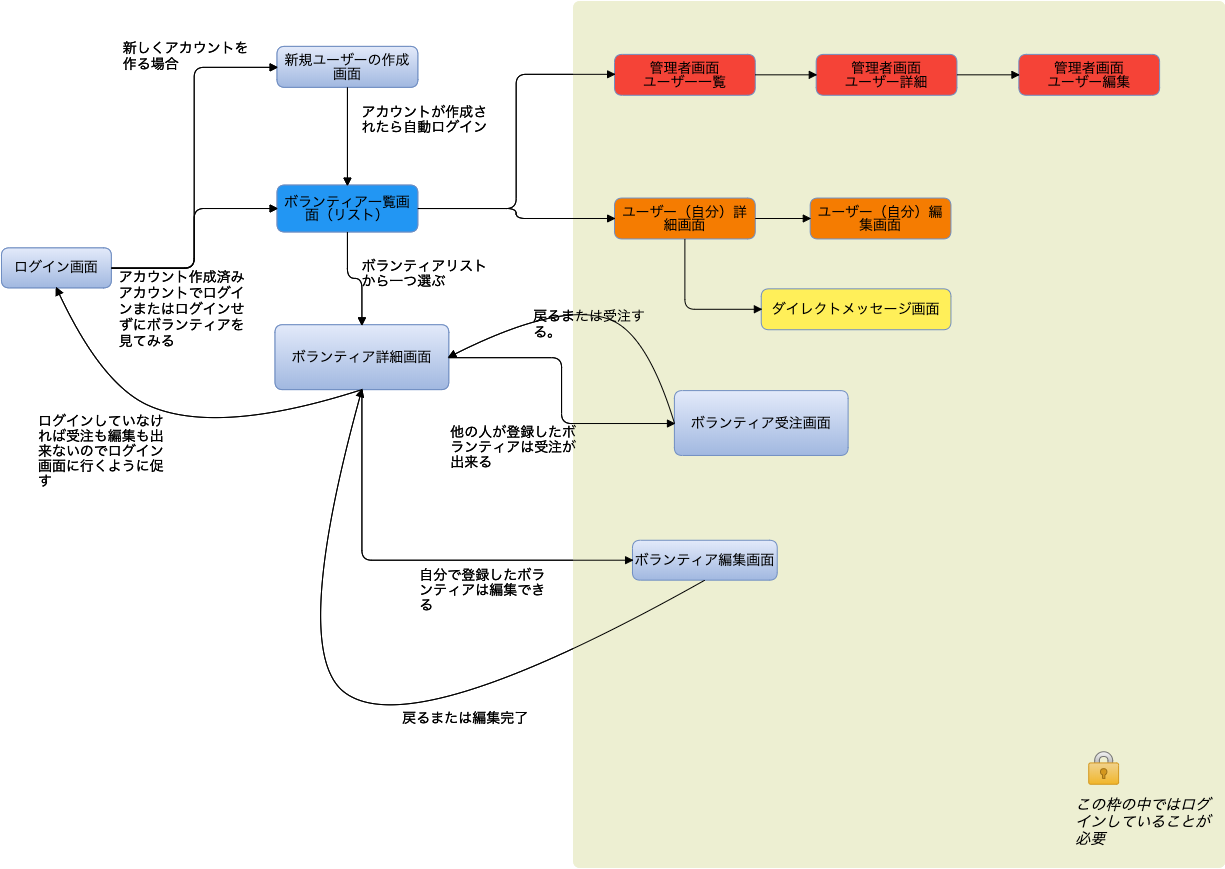 新しくアカウントを
作る場合
新規ユーザーの作成
画面
管理者画面
ユーザー一覧
管理者画面
ユーザー詳細
管理者画面
ユーザー編集
アカウントが作成さ
れたら自動ログイン
ボランティア一覧画
面（リスト）
ユーザー（自分）詳
細画面
ユーザー（自分）編
集画面
ログイン画面
アカウント作成済み
アカウントでログイ
ンまたはログインせ
ずにボランティアを
見てみる
ボランティアリスト
から一つ選ぶ
ダイレクトメッセージ画面
戻るまたは受注す
る。
ボランティア詳細画面
ボランティア受注画面
ログインしていなけ
れば受注も編集も出
来ないのでログイン
画面に行くように促
す
他の人が登録したボ
ランティアは受注が
出来る
ボランティア編集画面
自分で登録したボラ
ンティアは編集でき
る
戻るまたは編集完了
この枠の中ではログ
インしていることが
必要